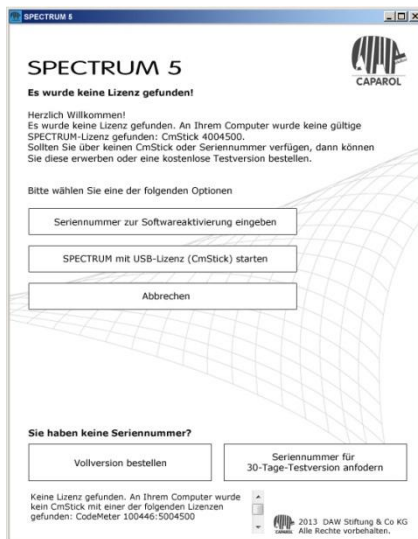 SPECTRUM 5
SPECTRUM 5
CAPAROL
Es wurde keine Lizenz gefunden!
Herzlich Willkommen!
Es wurde keine Lizenz gefunden. An Ihrem Computer wurde keine gültige
SPECTRUM-Lizenz gefunden: CmStick 4004500.
Sollten Sie über keinen CmStick oder Seriennummer verfügen, dann können
Sie diese erwerben oder eine kostenlose Testversion bestellen.
Bitte wählen Sie eine der folgenden Optionen
Seriennummer zur Softwareaktivierung eingeben
SPECTRUM mit USB-Lizenz (CmStick) starten
Abbrechen
Sie haben keine Seriennummer?
Vollversion bestellen
Seriennummer für
30-Tage-Testversion anfodern
Keine Lizenz gefunden. An Ihrem Computer wurde
kein CmStick mit einer der folgenden Lizenzen
gefunden: CodeMeter 100446:5004500
CAPAROL
2013 DAW Stiftung & Co KG
Alle Rechte vorbehalten.